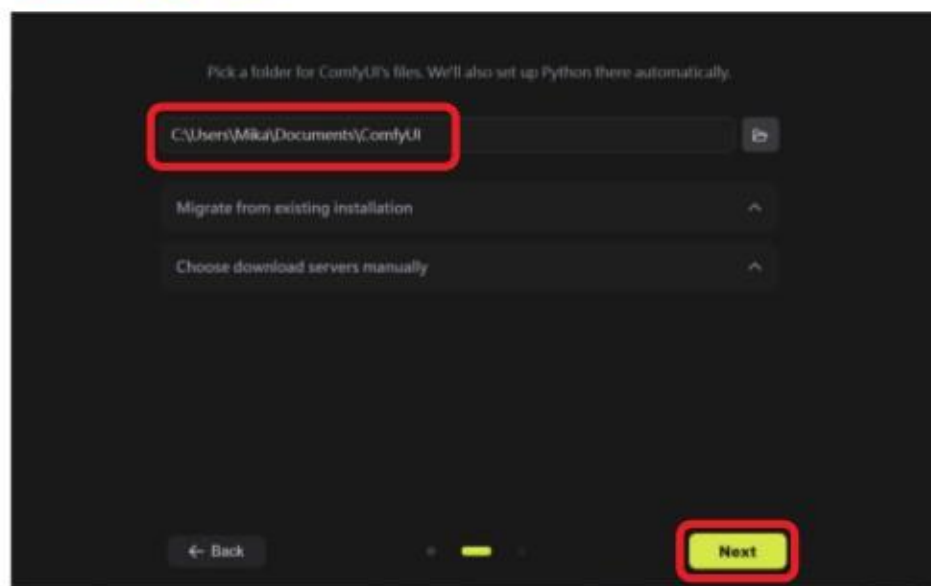 Pick a folder for ComfyUI's files. We'll also set up Python there automatically.
C:\Users\Mika\Documents\ComfyUI
Migrate from existing installation
Choose download servers manually
← Back
Next